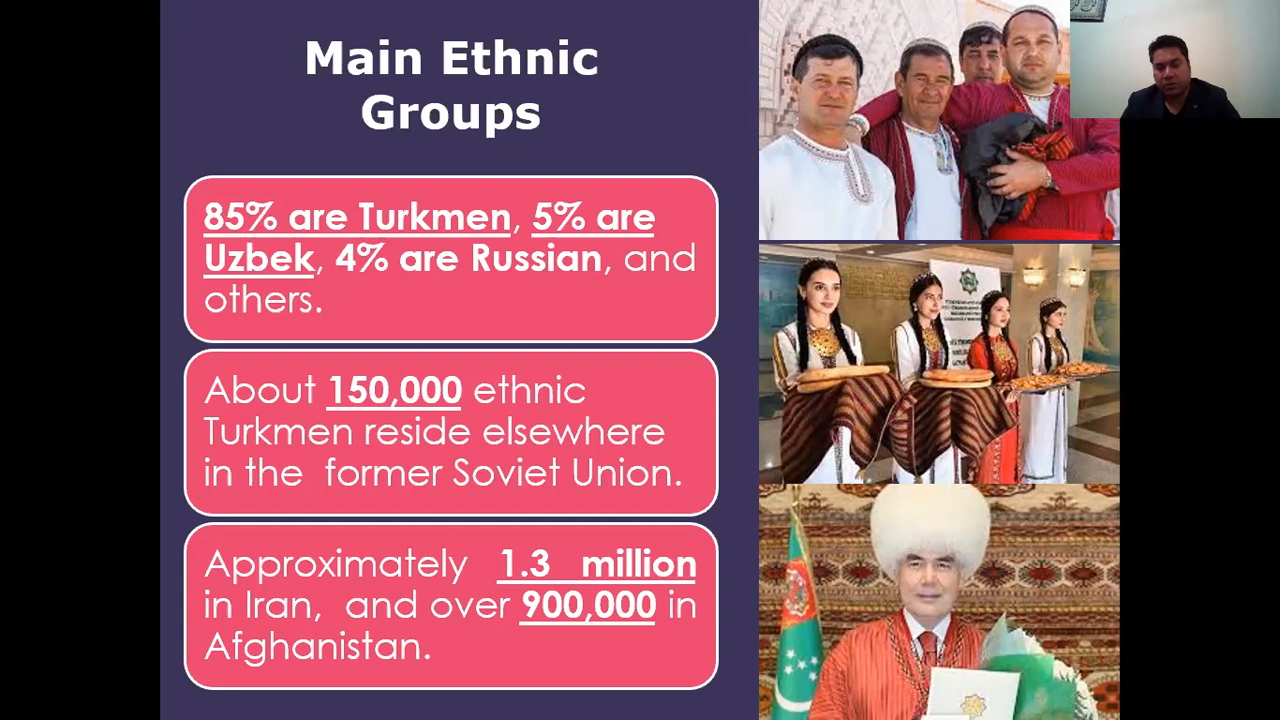 Main Ethnic
Groups
85% are Turkmen, 5% are
Uzbek, 4% are Russian, and
others.
About 150,000 ethnic
Turkmen reside elsewhere
in the former Soviet Union.
Approximately 1.3 million
in Iran, and over 900,000 in
Afghanistan.